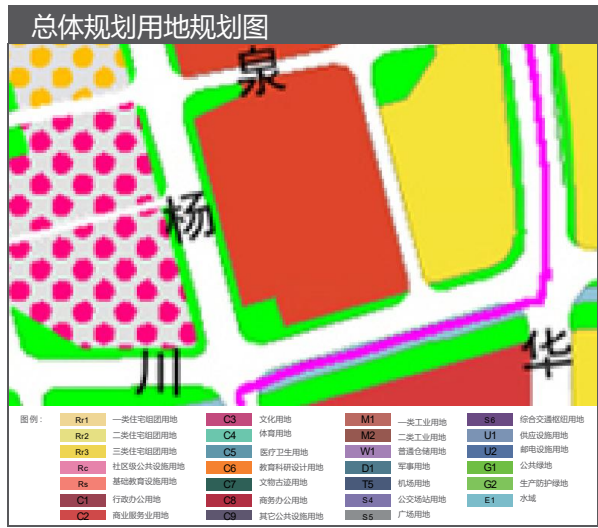 总体规划用地规划图
泉
杨
川
华
图例：
Rr1 一类住宅组团用地
Rr2 二类住宅组团用地
Rr3 三类住宅组团用地
Rc 社区级公共设施用地
Rs 基础教育设施用地
C1 行政办公用地
C2 商业服务业用地
C3 文化用地
C4 体育用地
C5 医疗卫生用地
C6 教育科研设计用地
C7 文物古迹用地
C8 商务办公用地
C9 其它公共设施用地
M1 一类工业用地
M2 二类工业用地
W1 普通仓储用地
D1 军事用地
T5 机场用地
S4 公交场站用地
S5 广场用地
S6 综合交通枢纽用地
U1 供应设施用地
U2 邮电设施用地
G1 公共绿地
G2 生产防护绿地
E1 水域